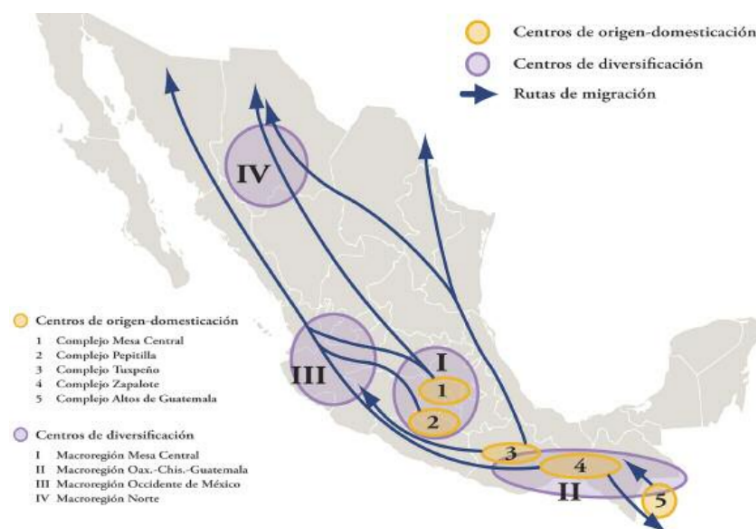 Centros de origen-domesticación
Centros de diversificación
Rutas de migración
IV
III
I
1
2
3
4
II
5
Centros de origen-domesticación
1 Complejo Mesa Central
2 Complejo Pepitilla
3 Complejo Tuxpeño
4 Complejo Zapalote
5 Complejo Altos de Guatemala
Centros de diversificación
I Macroregión Mesa Central
II Macroregión Oax.-Chis.-Guatemala
III Macroregión Occidente de México
IV Macroregión Norte